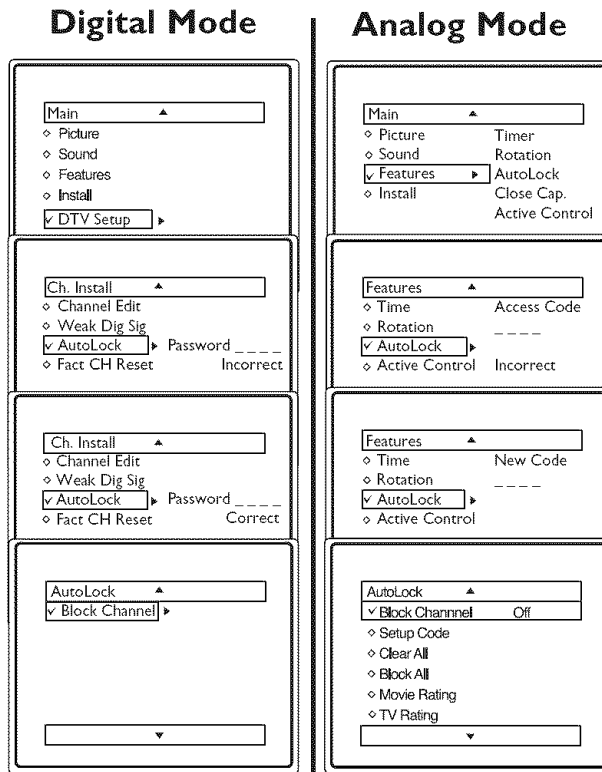 Digital Mode
Main ▲
◇ Picture
◇ Sound
◇ Features
◇ Install
✓ DTV Setup ▶
Ch. Install ▲
◇ Channel Edit
◇ Weak Dig Sig
✓ AutoLock ▶ Password _ _ _ _
◇ Fact CH Reset Incorrect
Ch. Install ▲
◇ Channel Edit
◇ Weak Dig Sig
✓ AutoLock ▶ Password _ _ _ _
◇ Fact CH Reset Correct
AutoLock ▲
✓ Block Channel ▶
▼
Analog Mode
Main ▲
◇ Picture Timer
◇ Sound Rotation
✓ Features ▶ AutoLock
◇ Install Close Cap.
Active Control
Features ▲
◇ Time Access Code
◇ Rotation _ _ _ _
✓ AutoLock ▶
◇ Active Control Incorrect
Features ▲
◇ Time New Code
◇ Rotation _ _ _ _
✓ AutoLock ▶
◇ Active Control
AutoLock ▲
✓ Block Channnel Off
◇ Setup Code
◇ Clear All
◇ Block All
◇ Movie Rating
◇ TV Rating
▼